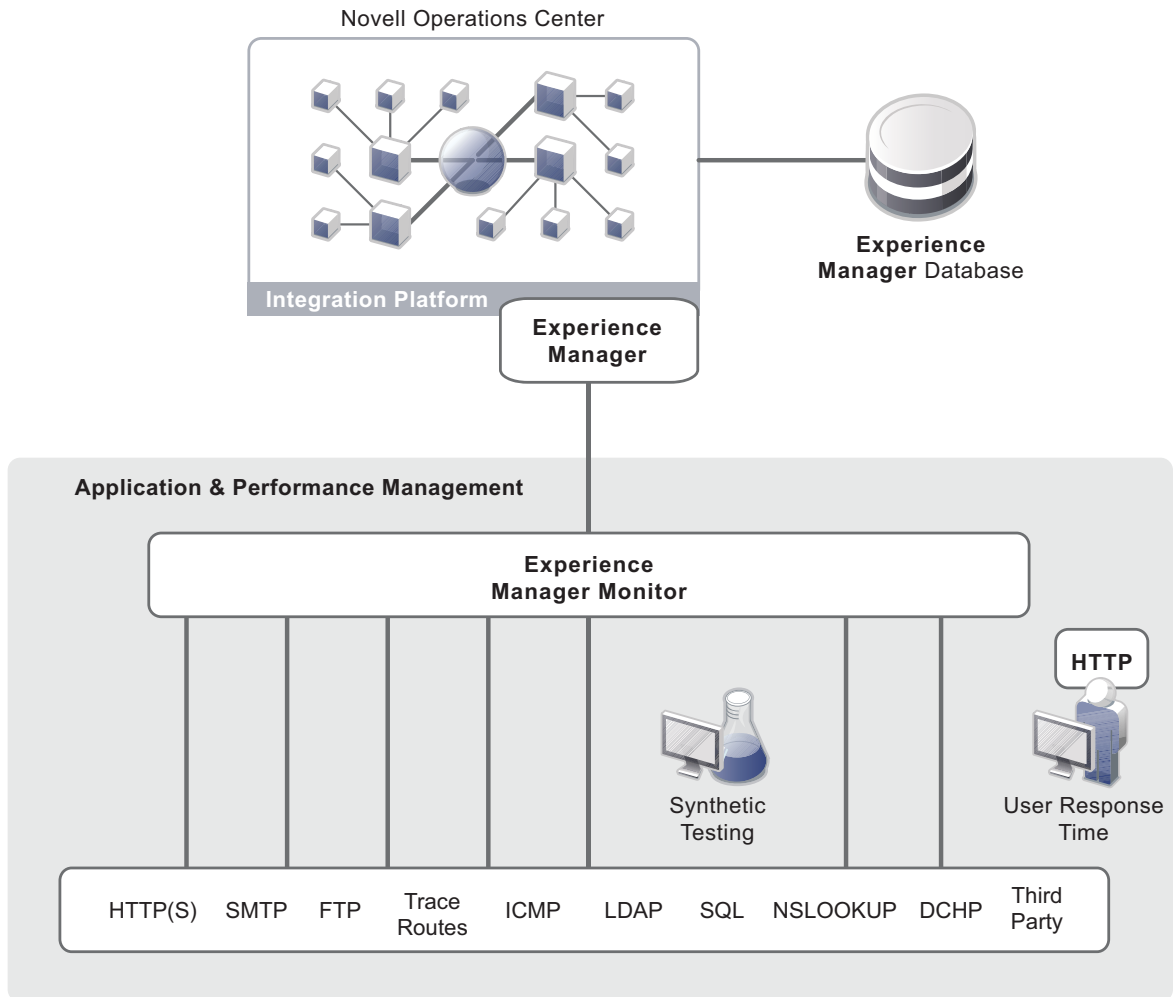 Novell Operations Center
Integration Platform
Experience
Manager
Experience
Manager Database
Application & Performance Management
Experience
Manager Monitor
HTTP
Synthetic
Testing
User Response
Time
HTTP(S)
SMTP
FTP
Trace
Routes
ICMP
LDAP
SQL
NSLOOKUP
DCHP
Third
Party